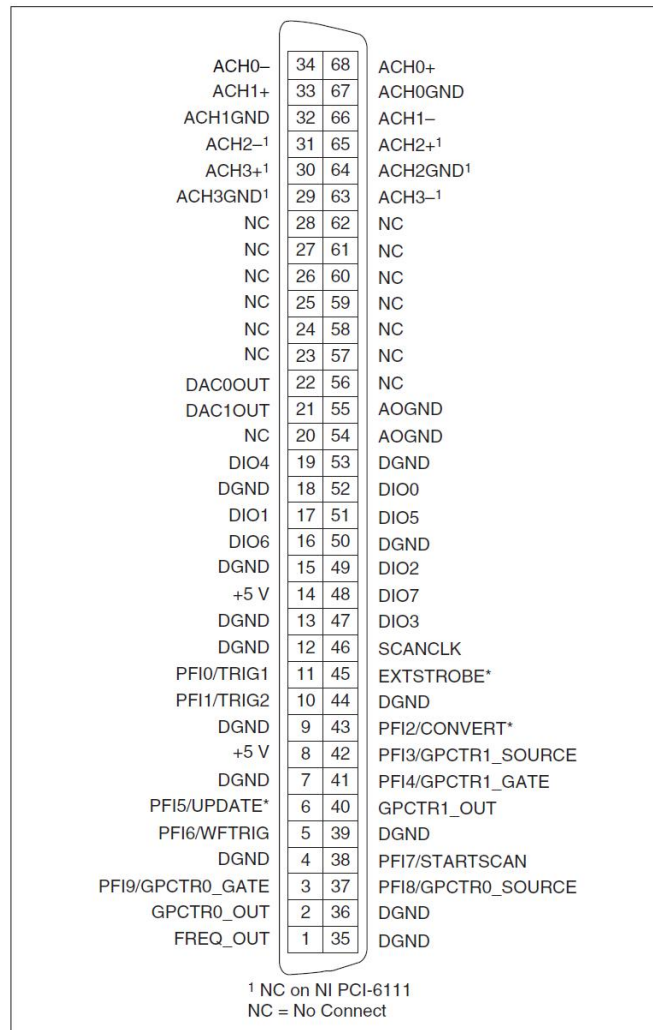 ACH0– 34 68 ACH0+
ACH1+ 33 67 ACH0GND
ACH1GND 32 66 ACH1–
ACH2–¹ 31 65 ACH2+¹
ACH3+¹ 30 64 ACH2GND¹
ACH3GND¹ 29 63 ACH3–¹
NC 28 62 NC
NC 27 61 NC
NC 26 60 NC
NC 25 59 NC
NC 24 58 NC
NC 23 57 NC
DAC0OUT 22 56 NC
DAC1OUT 21 55 AOGND
NC 20 54 AOGND
DIO4 19 53 DGND
DGND 18 52 DIO0
DIO1 17 51 DIO5
DIO6 16 50 DGND
DGND 15 49 DIO2
+5 V 14 48 DIO7
DGND 13 47 DIO3
DGND 12 46 SCANCLK
PFI0/TRIG1 11 45 EXTSTROBE*
PFI1/TRIG2 10 44 DGND
DGND 9 43 PFI2/CONVERT*
+5 V 8 42 PFI3/GPCTR1_SOURCE
DGND 7 41 PFI4/GPCTR1_GATE
PFI5/UPDATE* 6 40 GPCTR1_OUT
PFI6/WFTRIG 5 39 DGND
DGND 4 38 PFI7/STARTSCAN
PFI9/GPCTR0_GATE 3 37 PFI8/GPCTR0_SOURCE
GPCTR0_OUT 2 36 DGND
FREQ_OUT 1 35 DGND
¹ NC on NI PCI-6111
NC = No Connect